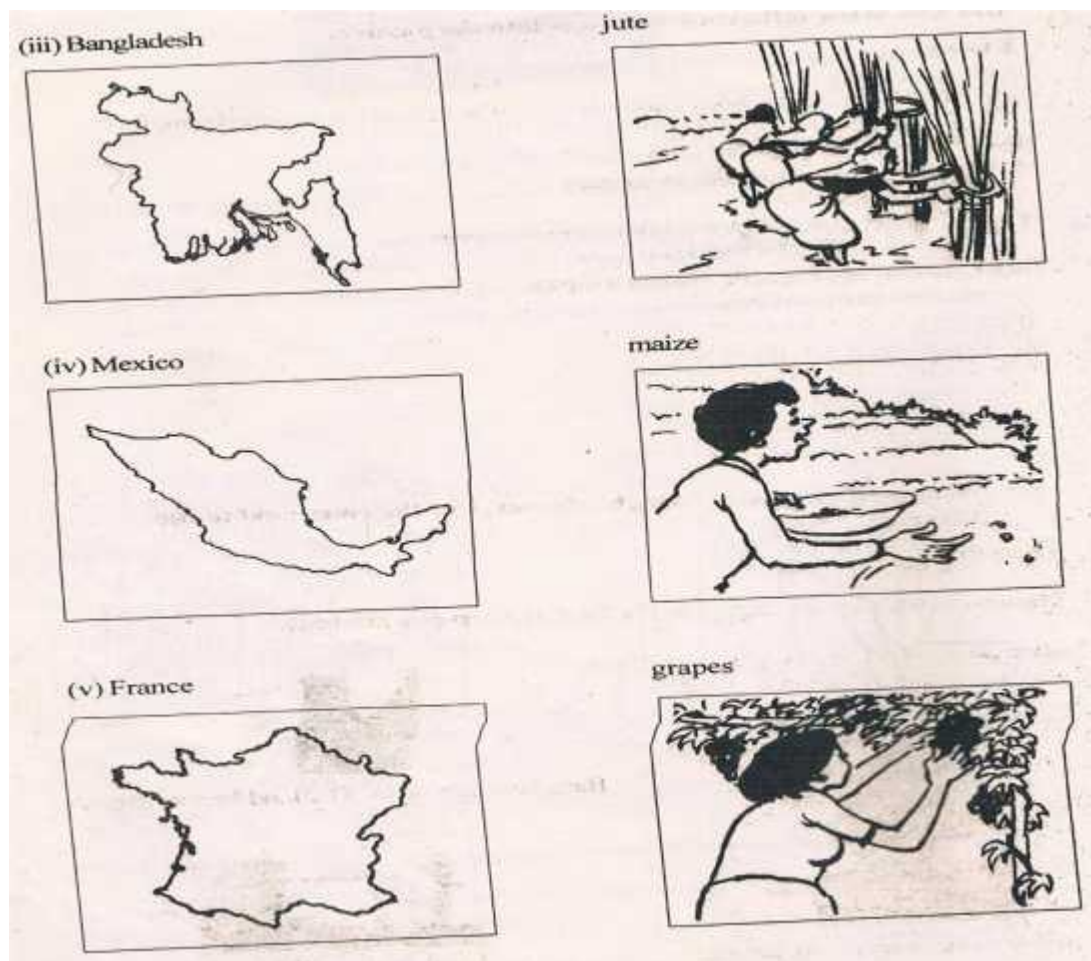 (iii) Bangladesh
jute
(iv) Mexico
maize
(v) France
grapes